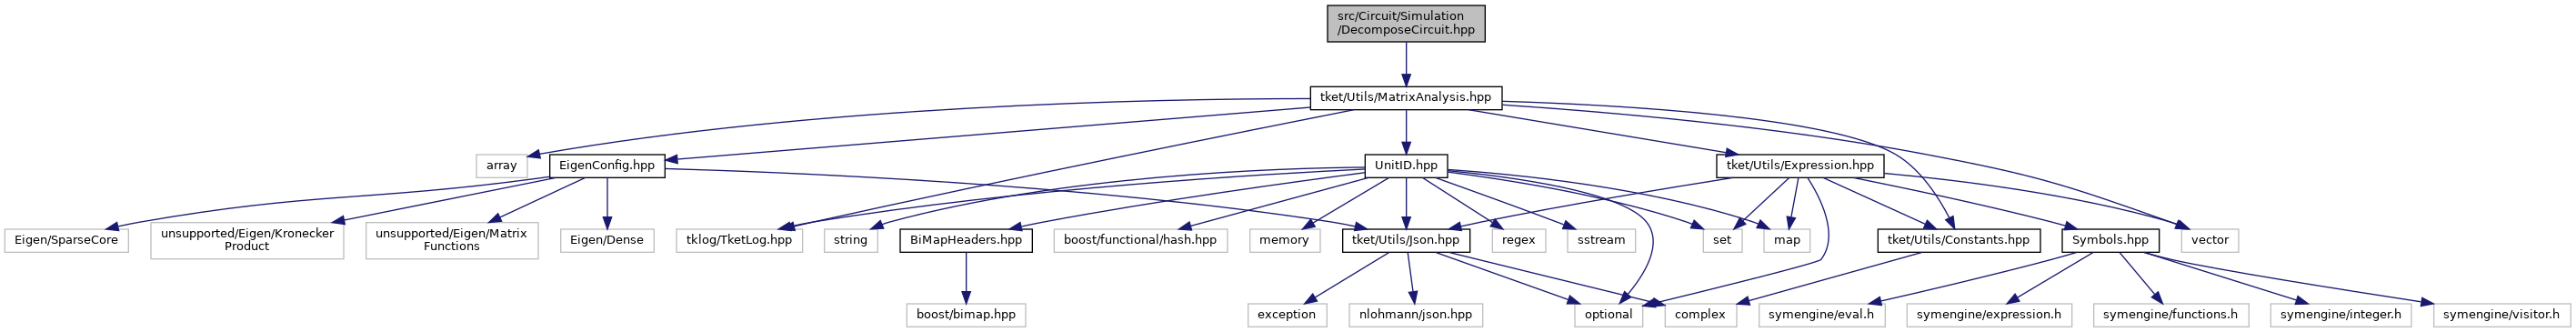 src/Circuit/Simulation
/DecomposeCircuit.hpp
tket/Utils/MatrixAnalysis.hpp
array
EigenConfig.hpp
UnitID.hpp
tket/Utils/Expression.hpp
Eigen/SparseCore
unsupported/Eigen/Kronecker
Product
unsupported/Eigen/Matrix
Functions
Eigen/Dense
tklog/TketLog.hpp
string
BiMapHeaders.hpp
boost/functional/hash.hpp
memory
tket/Utils/Json.hpp
regex
sstream
set
map
tket/Utils/Constants.hpp
Symbols.hpp
vector
boost/bimap.hpp
exception
nlohmann/json.hpp
optional
complex
symengine/eval.h
symengine/expression.h
symengine/functions.h
symengine/integer.h
symengine/visitor.h